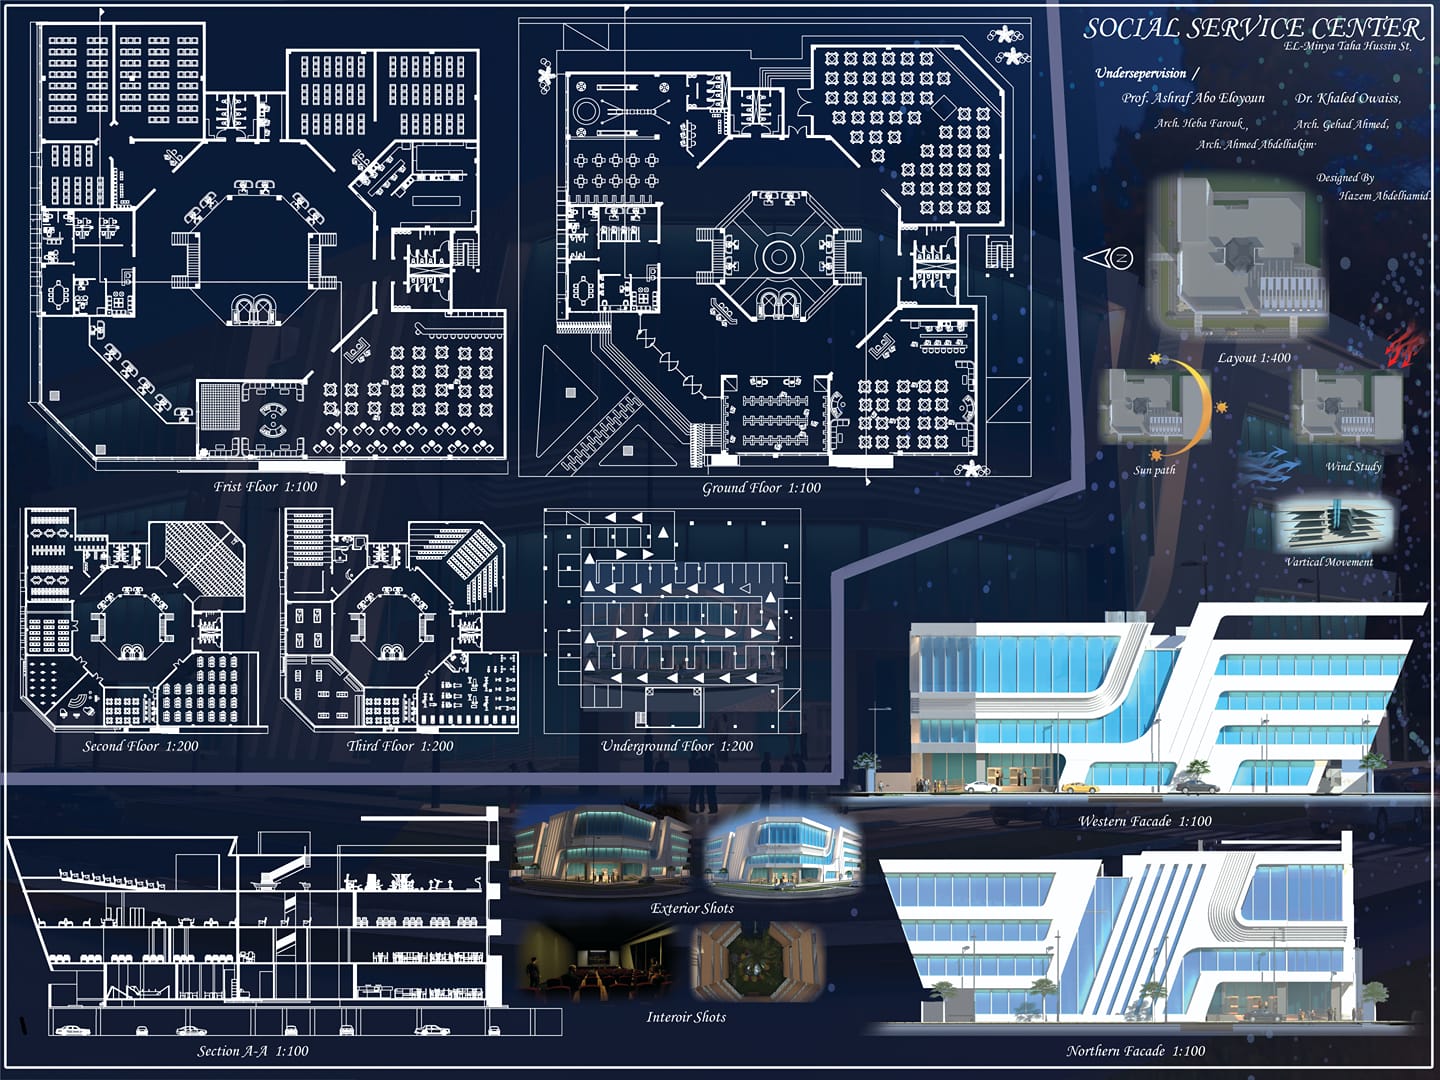 SOCIAL SERVICE CENTER
EL-Minya Taha Hussin St,
Undersepervision /
Prof. Ashraf Abo Eloyoun
Dr. Khaled Owaiss,
Arch. Heba Farouk,
Arch. Gehad Ahmed,
Arch. Ahmed Abdelhakim.
Designed By
Hazem Abdelhamid.
N
Layout 1:400
Sun path
Wind Study
Vartical Movement
Frist Floor 1:100
Ground Floor 1:100
Second Floor 1:200
Third Floor 1:200
Underground Floor 1:200
Western Facade 1:100
Exterior Shots
Interoir Shots
Section A-A 1:100
Northern Facade 1:100